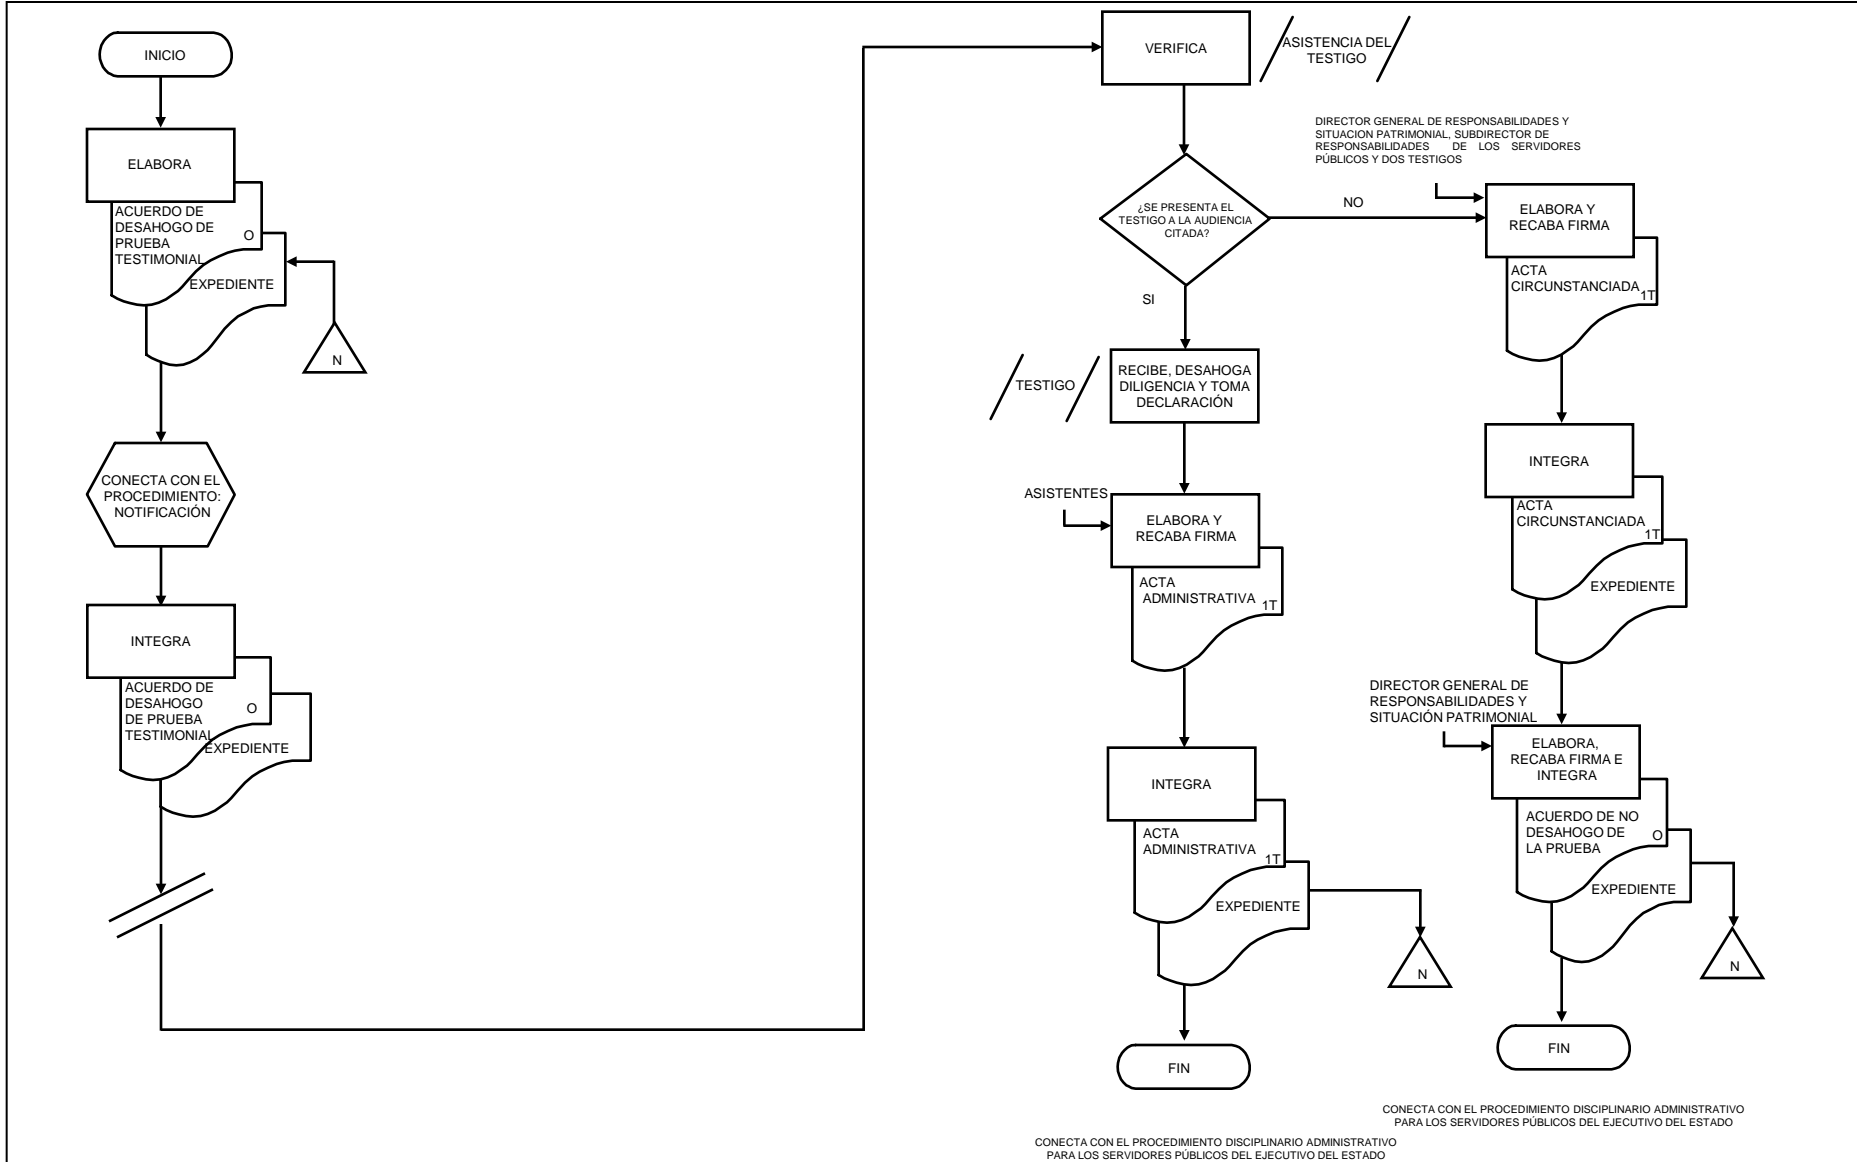 INICIO
ELABORA
ACUERDO DE
DESAHOGO DE
PRUEBA
TESTIMONIAL
O
EXPEDIENTE
N
CONECTA CON EL
PROCEDIMIENTO:
NOTIFICACIÓN
INTEGRA
ACUERDO DE
DESAHOGO
DE PRUEBA
TESTIMONIAL
O
EXPEDIENTE
VERIFICA
ASISTENCIA DEL
TESTIGO
¿SE PRESENTA EL
TESTIGO A LA AUDIENCIA
CITADA?
NO
SI
TESTIGO
RECIBE, DESAHOGA
DILIGENCIA Y TOMA
DECLARACIÓN
ASISTENTES
ELABORA Y
RECABA FIRMA
ACTA
ADMINISTRATIVA
1T
INTEGRA
ACTA
ADMINISTRATIVA
1T
EXPEDIENTE
N
FIN
CONECTA CON EL PROCEDIMIENTO DISCIPLINARIO ADMINISTRATIVO
PARA LOS SERVIDORES PÚBLICOS DEL EJECUTIVO DEL ESTADO
DIRECTOR GENERAL DE RESPONSABILIDADES Y
SITUACION PATRIMONIAL, SUBDIRECTOR DE
RESPONSABILIDADES DE LOS SERVIDORES
PÚBLICOS Y DOS TESTIGOS
ELABORA Y
RECABA FIRMA
ACTA
CIRCUNSTANCIADA
1T
INTEGRA
ACTA
CIRCUNSTANCIADA
1T
EXPEDIENTE
DIRECTOR GENERAL DE
RESPONSABILIDADES Y
SITUACIÓN PATRIMONIAL
ELABORA,
RECABA FIRMA E
INTEGRA
ACUERDO DE NO
DESAHOGO DE
LA PRUEBA
O
EXPEDIENTE
N
FIN
CONECTA CON EL PROCEDIMIENTO DISCIPLINARIO ADMINISTRATIVO
PARA LOS SERVIDORES PÚBLICOS DEL EJECUTIVO DEL ESTADO